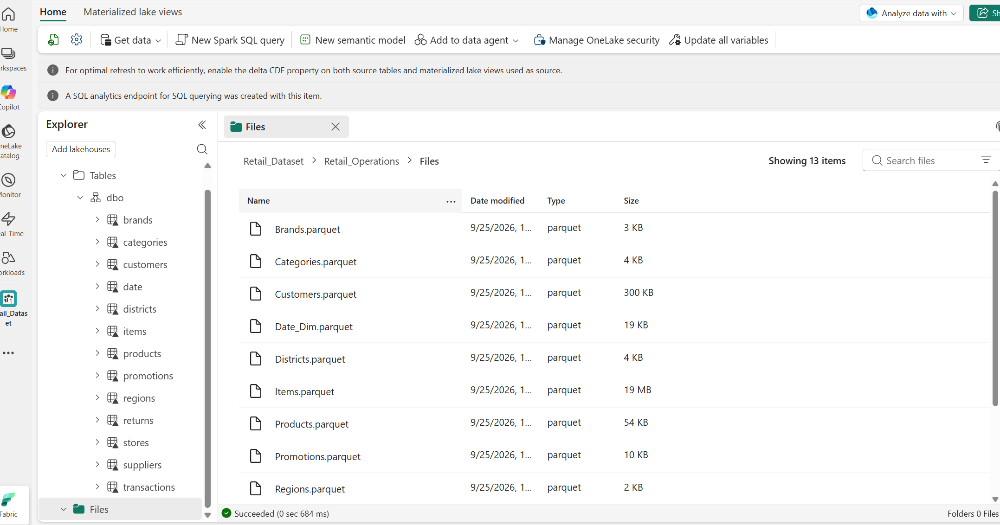 Home
Materialized lake views
Analyze data with
Sh
Get data
New Spark SQL query
New semantic model
Add to data agent
Manage OneLake security
Update all variables
For optimal refresh to work efficiently, enable the delta CDF property on both source tables and materialized lake views used as source.
A SQL analytics endpoint for SQL querying was created with this item.
Home
rkspaces
Copilot
neLake
atalog
Monitor
eal-Time
orkloads
ail_Datas
et
Fabric
Explorer
Add lakehouses
Tables
dbo
brands
categories
customers
date
districts
items
products
promotions
regions
returns
stores
suppliers
transactions
Files
Files
Retail_Dataset > Retail_Operations > Files
Showing 13 items
Search files
Name ... Date modified Type Size
Brands.parquet 9/25/2026, 1... parquet 3 KB
Categories.parquet 9/25/2026, 1... parquet 4 KB
Customers.parquet 9/25/2026, 1... parquet 300 KB
Date_Dim.parquet 9/25/2026, 1... parquet 19 KB
Districts.parquet 9/25/2026, 1... parquet 4 KB
Items.parquet 9/25/2026, 1... parquet 19 MB
Products.parquet 9/25/2026, 1... parquet 54 KB
Promotions.parquet 9/25/2026, 1... parquet 10 KB
Regions.parquet 9/25/2026, 1... parquet 2 KB
Succeeded (0 sec 684 ms)
Folders 0 Files